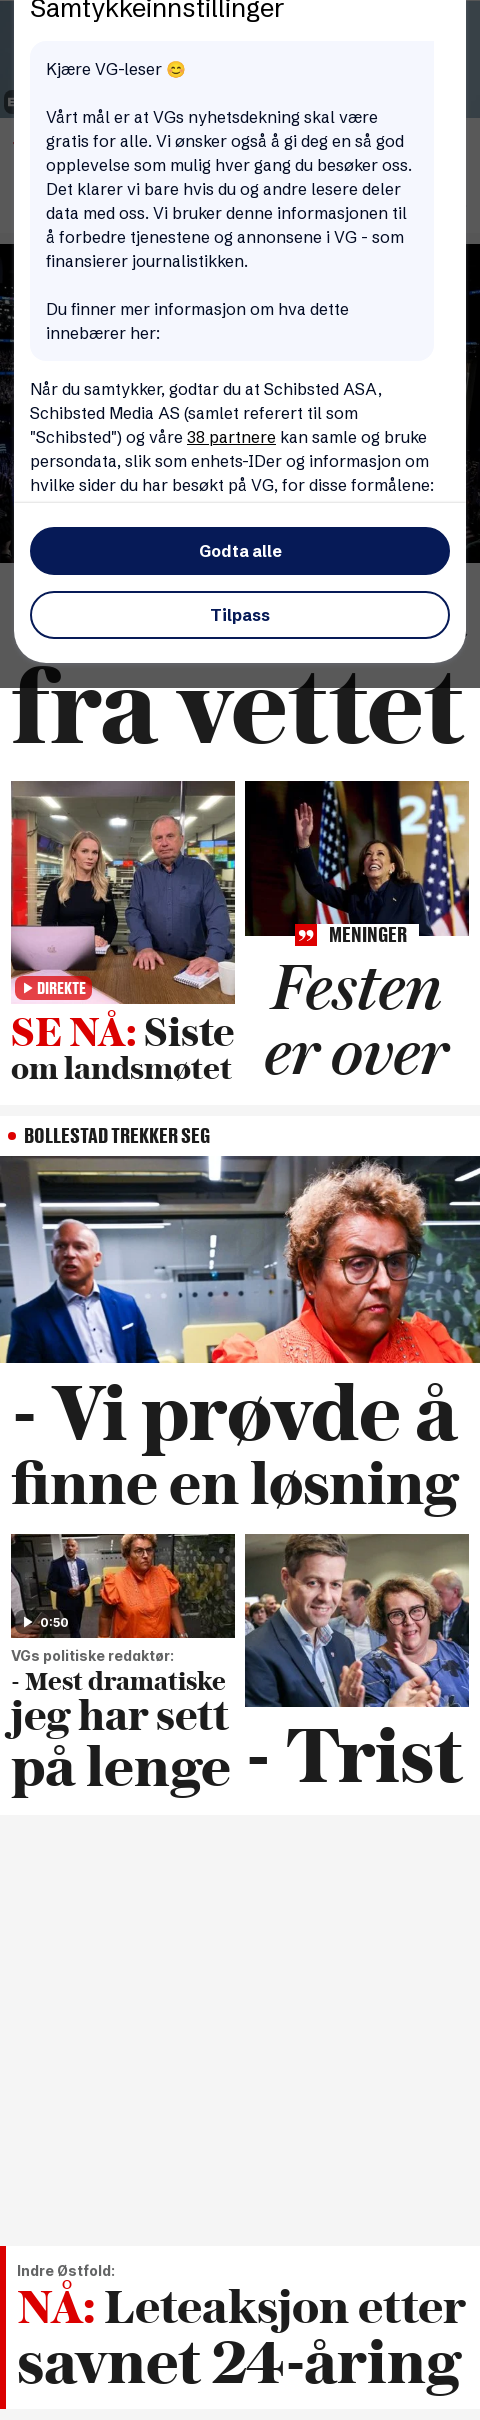 Samtykkeinnstillinger
Kjære VG-leser 😊
Vårt mål er at VGs nyhetsdekning skal være
gratis for alle. Vi ønsker også å gi deg en så god
opplevelse som mulig hver gang du besøker oss.
Det klarer vi bare hvis du og andre lesere deler
data med oss. Vi bruker denne informasjonen til
å forbedre tjenestene og annonsene i VG - som
finansierer journalistikken.
Du finner mer informasjon om hva dette
innebærer her:
Når du samtykker, godtar du at Schibsted ASA,
Schibsted Media AS (samlet referert til som
"Schibsted") og våre 38 partnere kan samle og bruke
persondata, slik som enhets-IDer og informasjon om
hvilke sider du har besøkt på VG, for disse formålene:
Godta alle
Tilpass
fra vettet
24
DIREKTE
SE NÅ: Siste
om landsmøtet
MENINGER
Festen
er over
BOLLESTAD TREKKER SEG
- Vi prøvde å
finne en løsning
0:50
VGs politiske redaktør:
- Mest dramatiske
jeg har sett
på lenge
- Trist
Indre Østfold:
NÅ: Leteaksjon etter
savnet 24-åring